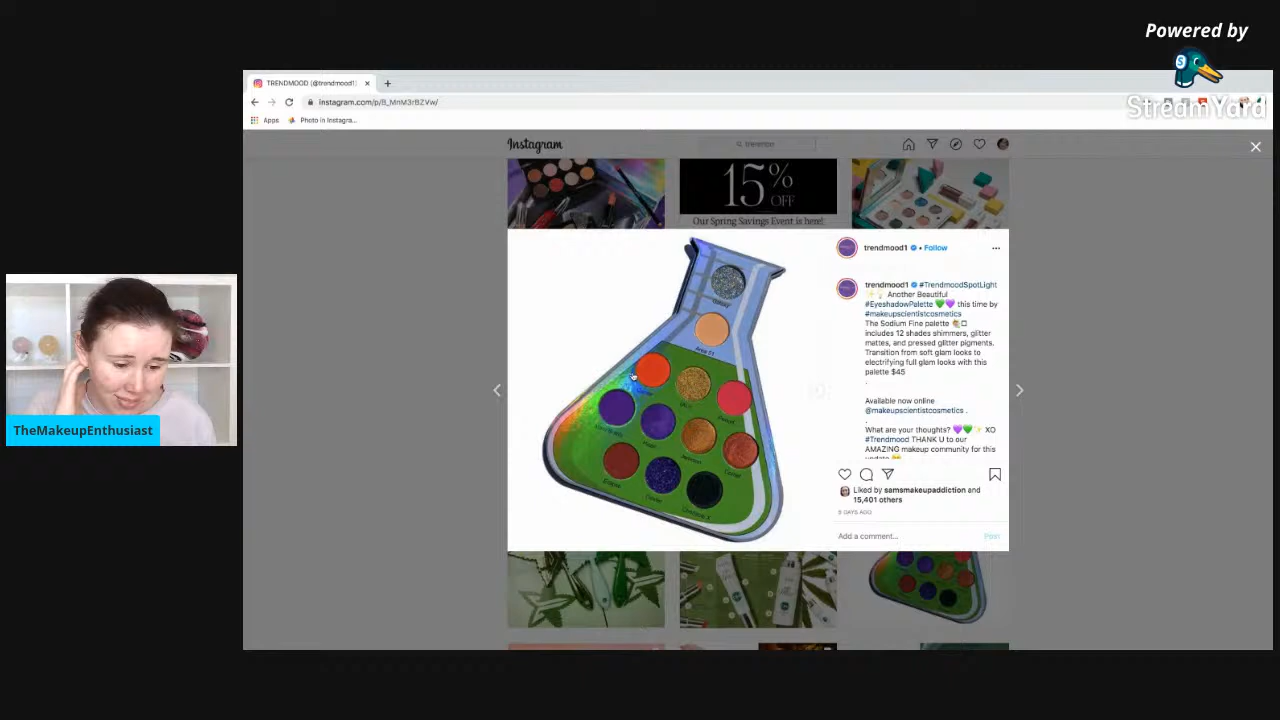 Powered by
StreamYard
TRENDMOOD (@trendmood1)
instagram.com/p/B_MnM3rBZVw/
Apps
Photo in Instagra...
Instagram
15%
OFF
Our Spring Savings Event is here!
trendmood1 • Follow
trendmood1 #TrendmoodSpotLight
Another Beautiful
#EyeshadowPalette this time by
#makeupscientistcosmetics
The Sodium Fine palette
includes 12 shades shimmers, glitter
mattes, and pressed glitter pigments.
Transition from soft glam looks to
electrifying full glam looks with this
palette $45
.
Available now online
@makeupscientistcosmetics .
.
What are your thoughts? XO
#Trendmood THANK U to our
AMAZING makeup community for this
Area 51
Liked by samsmakeupaddiction and
15,401 others
DAYS AGO
Add a comment...
Post
TheMakeupEnthusiast